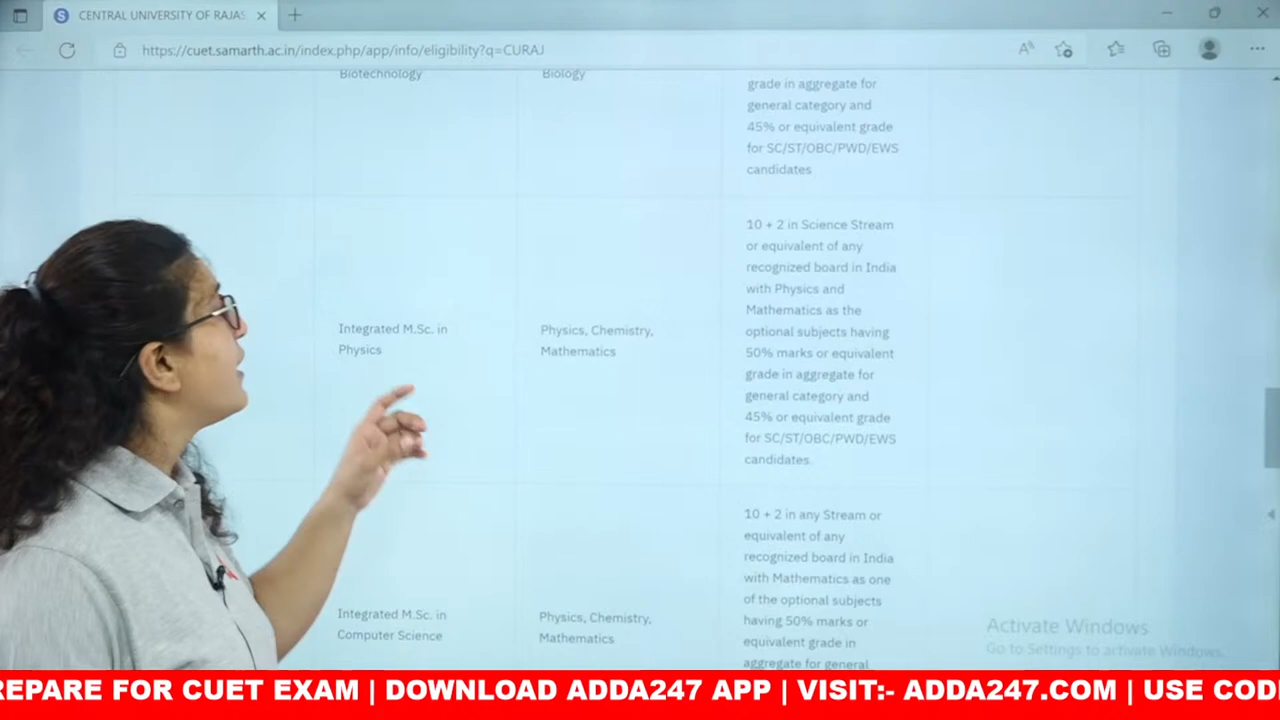 CENTRAL UNIVERSITY OF RAJAS
https://cuet.samarth.ac.in/index.php/app/info/eligibility?q=CURAJ
Biotechnology
Biology
grade in aggregate for
general category and
45% or equivalent grade
for SC/ST/OBC/PWD/EWS
candidates
Integrated M.Sc. in
Physics
Physics, Chemistry,
Mathematics
10 + 2 in Science Stream
or equivalent of any
recognized board in India
with Physics and
Mathematics as the
optional subjects having
50% marks or equivalent
grade in aggregate for
general category and
45% or equivalent grade
for SC/ST/OBC/PWD/EWS
candidates.
Integrated M.Sc. in
Computer Science
Physics, Chemistry,
Mathematics
10 + 2 in any Stream or
equivalent of any
recognized board in India
with Mathematics as one
of the optional subjects
having 50% marks or
equivalent grade in
aggregate for general
Activate Windows
Go to Settings to activate Windows.
REPARE FOR CUET EXAM | DOWNLOAD ADDA247 APP | VISIT:- ADDA247.COM | USE COD